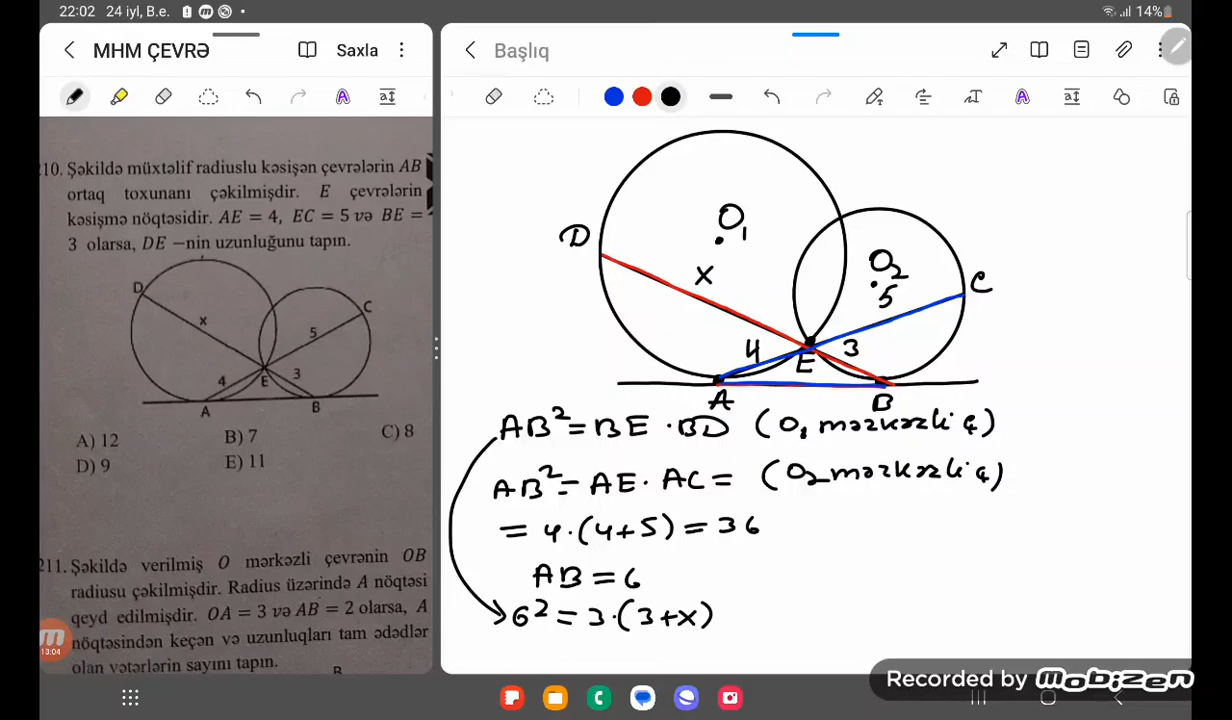 22:02 24 iyl, B.e. 14%
MHM ÇEVRƏ Saxla
Başlıq
210. Şəkildə müxtəlif radiuslu kəsişən çevrələrin AB
ortaq toxunanı çəkilmişdir. E çevrələrin
kəsişmə nöqtəsidir. AE = 4, EC = 5 və BE =
3 olarsa, DE −nin uzunluğunu tapın.
D
C
x
5
4
E
3
A
B
A) 12 B) 7 C) 8
D) 9 E) 11
211. Şəkildə verilmiş O mərkəzli çevrənin OB
radiusu çəkilmişdir. Radius üzərində A nöqtəsi
qeyd edilmişdir. OA = 3 və AB = 2 olarsa, A
nöqtəsindən keçən və uzunluqları tam ədədlər
olan vətərlərin sayını tapın.
B
13:04
D
O₁
x
O₂
5
C
4
E
3
A
B
AB² = BE · BD (O₁ mərkəzli ç)
AB² = AE · AC = (O₂ mərkəzli ç)
= 4·(4+5) = 36
AB = 6
6² = 3·(3+x)
Recorded by mobizen